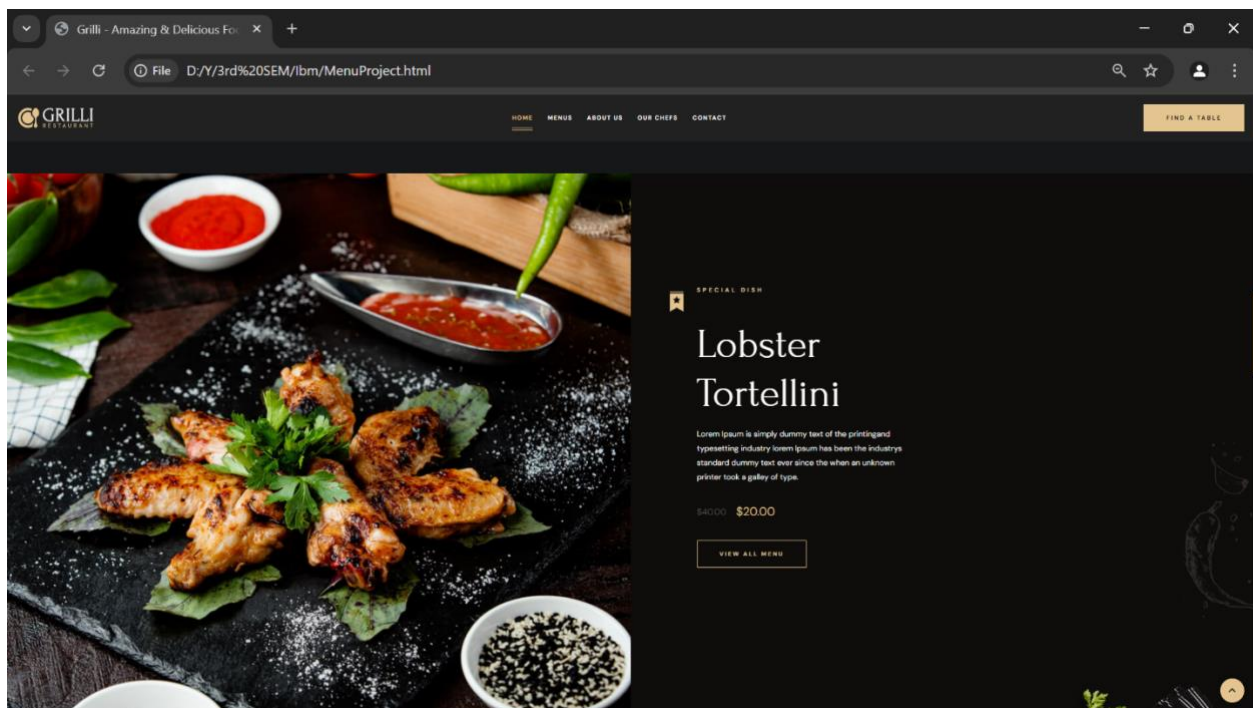 Grilli - Amazing & Delicious Foo
File D:/Y/3rd%20SEM/Ibm/MenuProject.html
GRILLI
RESTAURANT
HOME MENUS ABOUT US OUR CHEFS CONTACT
FIND A TABLE
SPECIAL DISH
Lobster
Tortellini
Lorem Ipsum is simply dummy text of the printingand
typesetting industry lorem Ipsum has been the industrys
standard dummy text ever since the when an unknown
printer took a galley of type.
$40.00 $20.00
VIEW ALL MENU